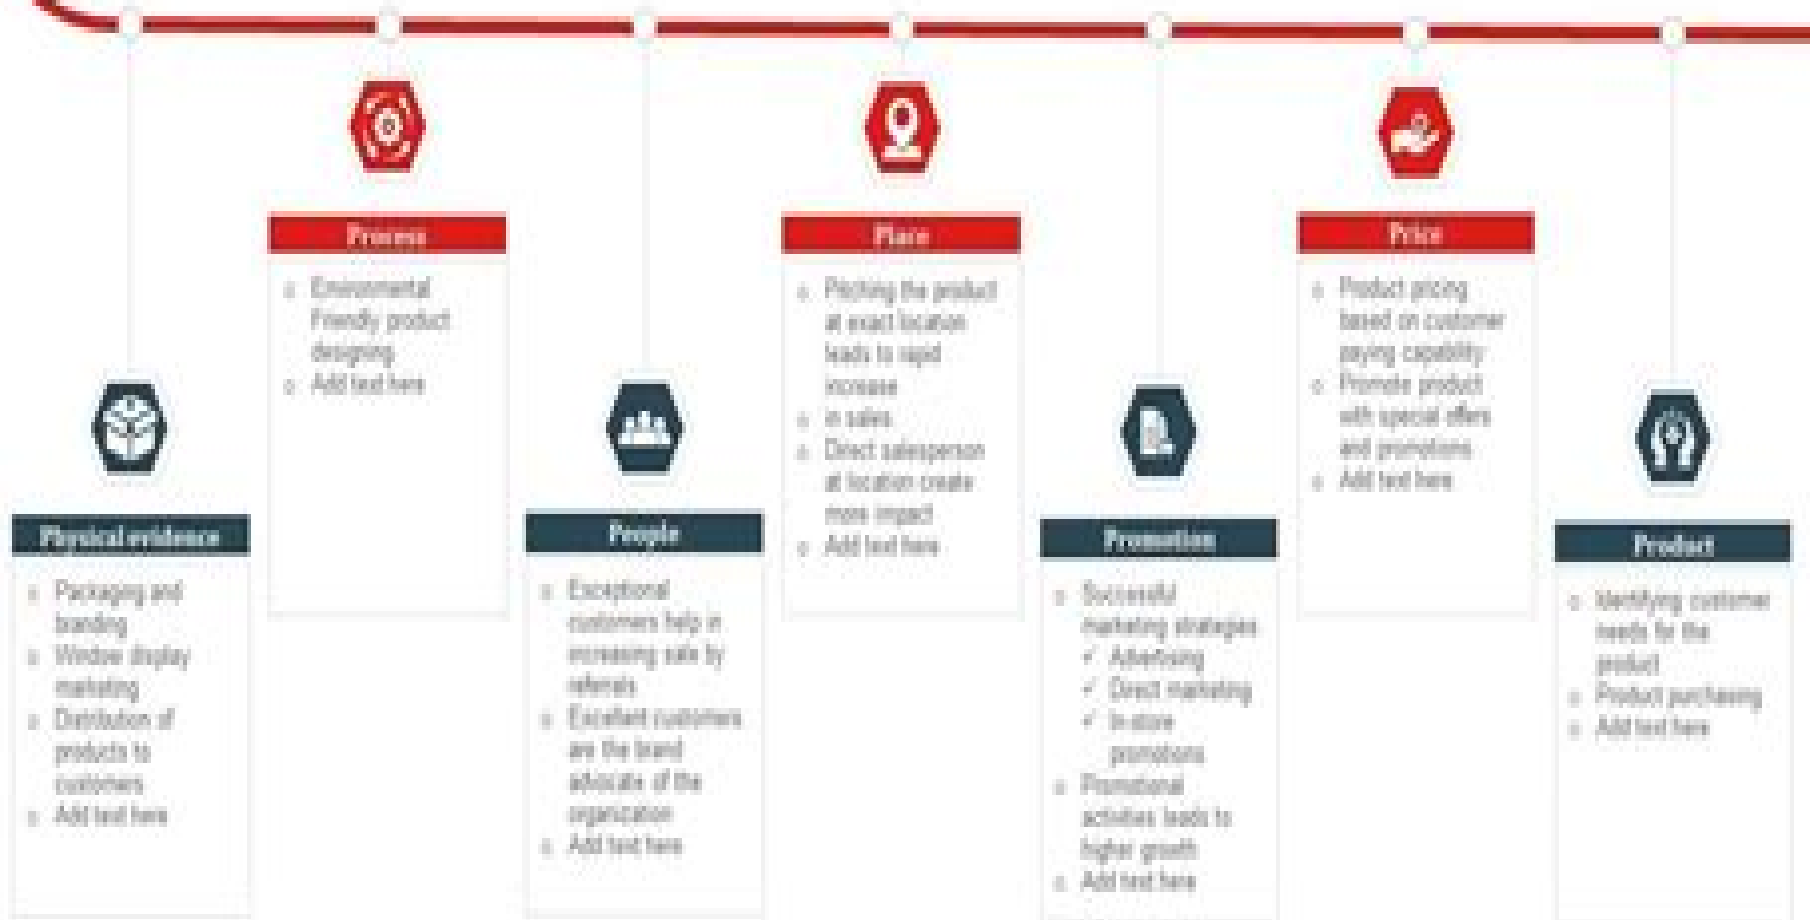 Physical evidence
Packaging and
branding
Window display
marketing
Distribution of
products to
customers
Add text here
Process
Environmental
Friendly product
designing
Add text here
People
Exceptional
customers help in
increasing sale by
referrals
Excellent customers
are the brand
advocate of the
organization
Add text here
Place
Pitching the product
at exact location
leads to rapid
increase
in sales
Direct salesperson
at location create
more impact
Add text here
Promotion
Successful
marketing strategies
Advertising
Direct marketing
In-store
promotions
Promotional
activities leads to
higher growth
Add text here
Price
Product pricing
based on customer
paying capability
Promote product
with special offers
and promotions
Add text here
Product
Identifying customer
needs for the
product
Product purchasing
Add text here